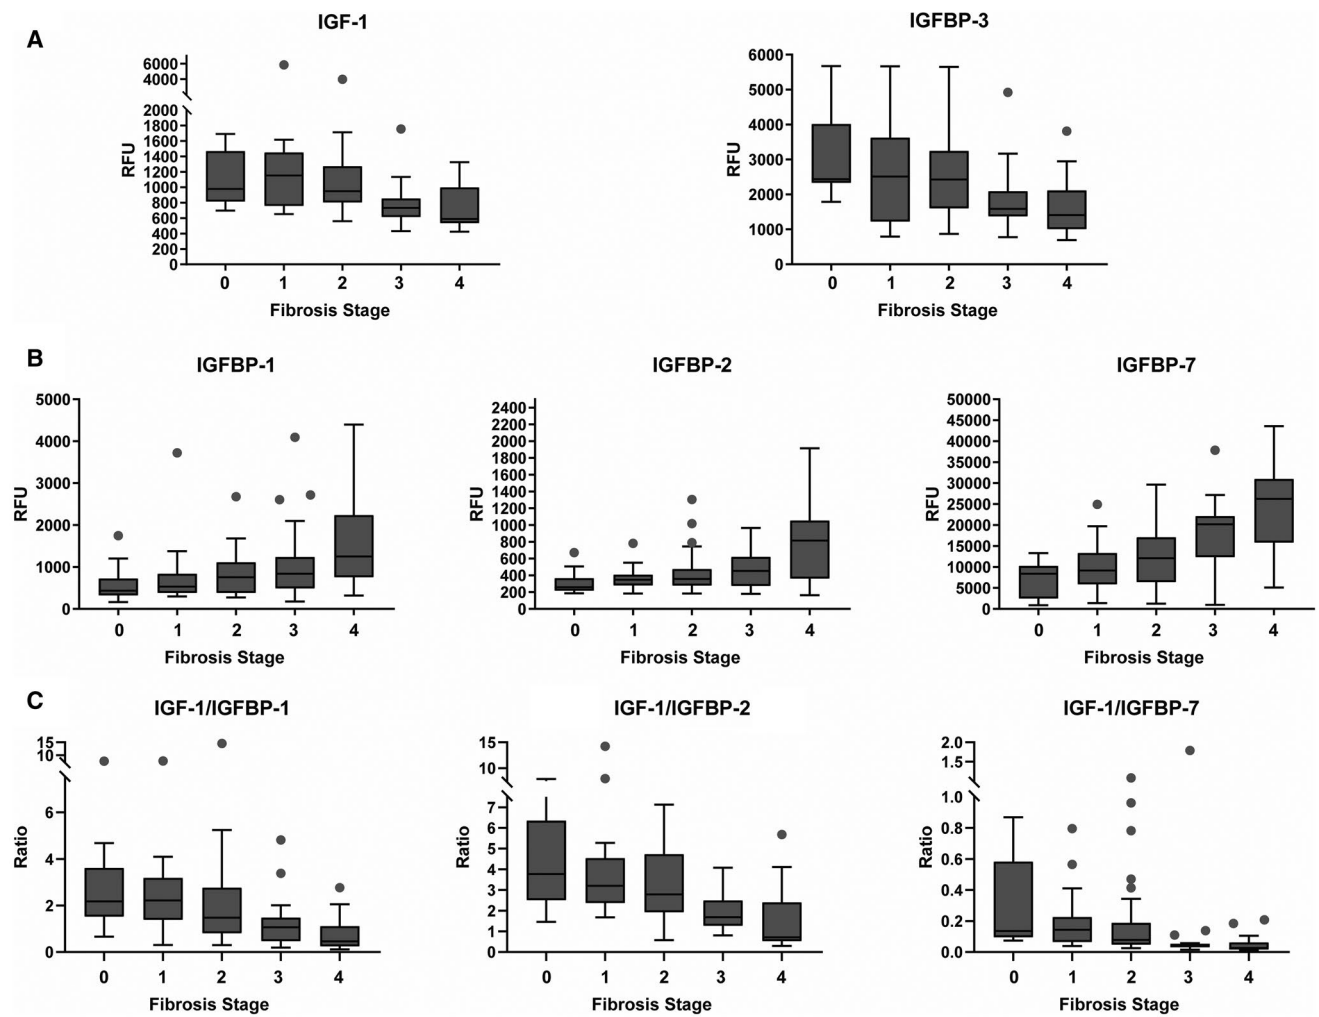 A
IGF-1
RFU
6000
4000
2000
1800
1600
1400
1200
1000
800
600
400
200
0
0 1 2 3 4
Fibrosis Stage
IGFBP-3
RFU
6000
5000
4000
3000
2000
1000
0
0 1 2 3 4
Fibrosis Stage
B
IGFBP-1
RFU
5000
4000
3000
2000
1000
0
0 1 2 3 4
Fibrosis Stage
IGFBP-2
RFU
2400
2200
2000
1800
1600
1400
1200
1000
800
600
400
200
0
0 1 2 3 4
Fibrosis Stage
IGFBP-7
RFU
50000
45000
40000
35000
30000
25000
20000
15000
10000
5000
0
0 1 2 3 4
Fibrosis Stage
C
IGF-1/IGFBP-1
Ratio
15
10
6
4
2
0
0 1 2 3 4
Fibrosis Stage
IGF-1/IGFBP-2
Ratio
15
10
7
6
5
4
3
2
1
0
0 1 2 3 4
Fibrosis Stage
IGF-1/IGFBP-7
Ratio
2.0
1.5
1.0
0.8
0.6
0.4
0.2
0.0
0 1 2 3 4
Fibrosis Stage